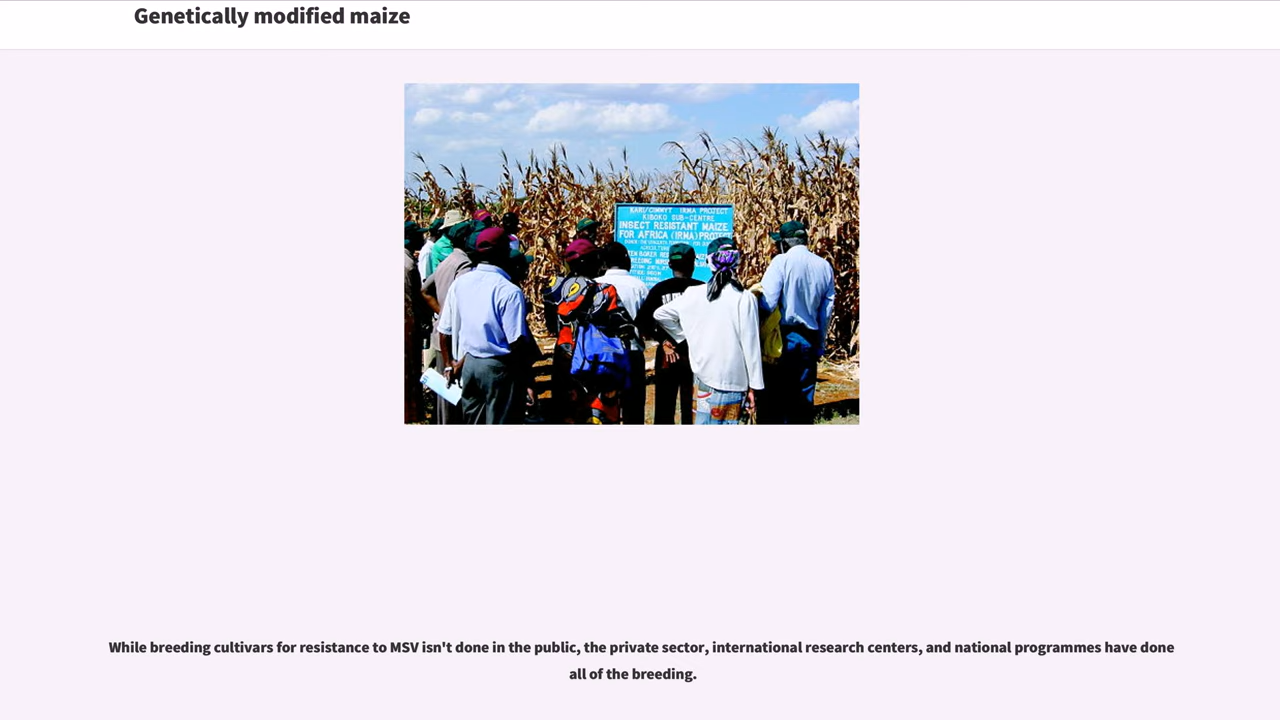 Genetically modified maize
KARI/CIMMYT IRMA PROJECT
KIBOKO SUB-CENTRE
INSECT RESISTANT MAIZE
FOR AFRICA (IRMA) PROJECT
While breeding cultivars for resistance to MSV isn't done in the public, the private sector, international research centers, and national programmes have done
all of the breeding.